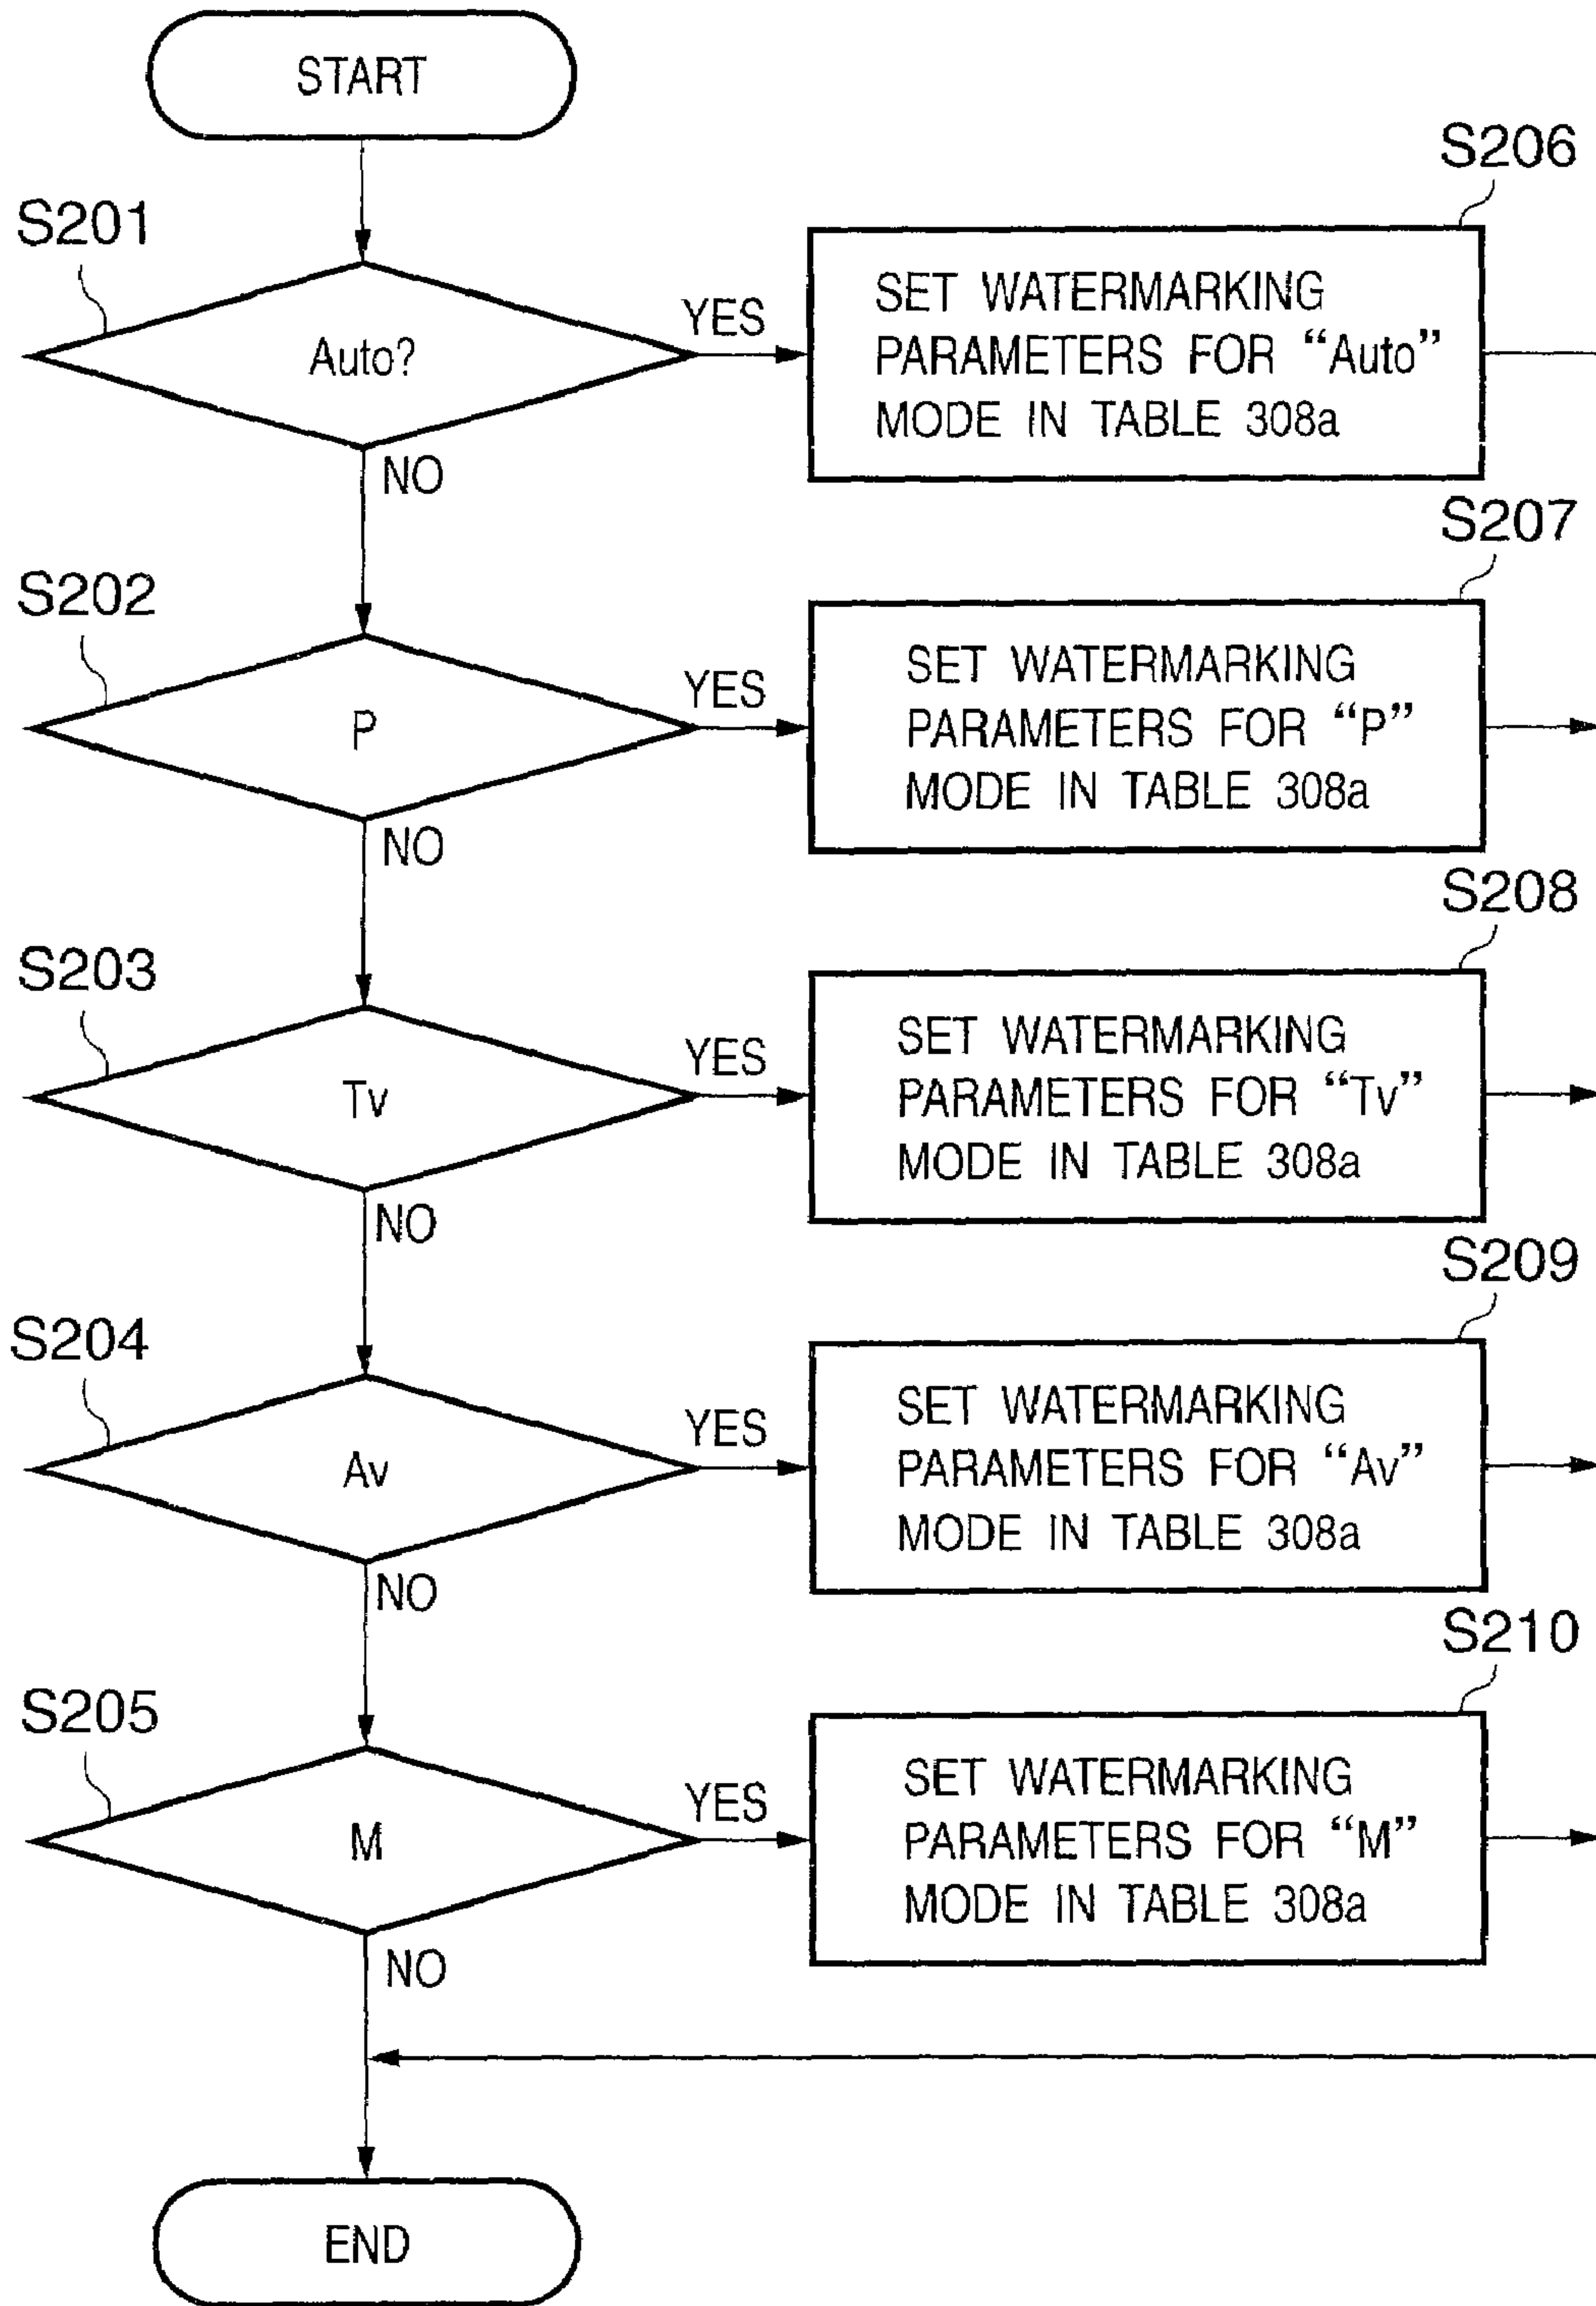 START
S201
Auto?
YES
NO
S206
SET WATERMARKING
PARAMETERS FOR “Auto”
MODE IN TABLE 308a
S202
P
YES
NO
S207
SET WATERMARKING
PARAMETERS FOR “P”
MODE IN TABLE 308a
S203
Tv
YES
NO
S208
SET WATERMARKING
PARAMETERS FOR “Tv”
MODE IN TABLE 308a
S204
Av
YES
NO
S209
SET WATERMARKING
PARAMETERS FOR “Av”
MODE IN TABLE 308a
S205
M
YES
NO
S210
SET WATERMARKING
PARAMETERS FOR “M”
MODE IN TABLE 308a
END